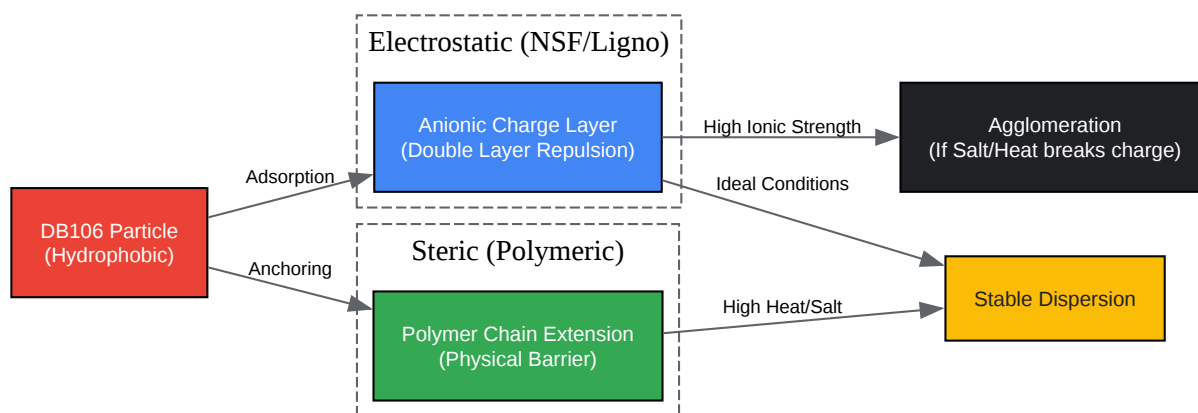 Electrostatic (NSF/Ligno)
Anionic Charge Layer
(Double Layer Repulsion)
High Ionic Strength
Agglomeration
(If Salt/Heat breaks charge)
Adsorption
Ideal Conditions
DB106 Particle
(Hydrophobic)
Steric (Polymeric)
Anchoring
Polymer Chain Extension
(Physical Barrier)
High Heat/Salt
Stable Dispersion